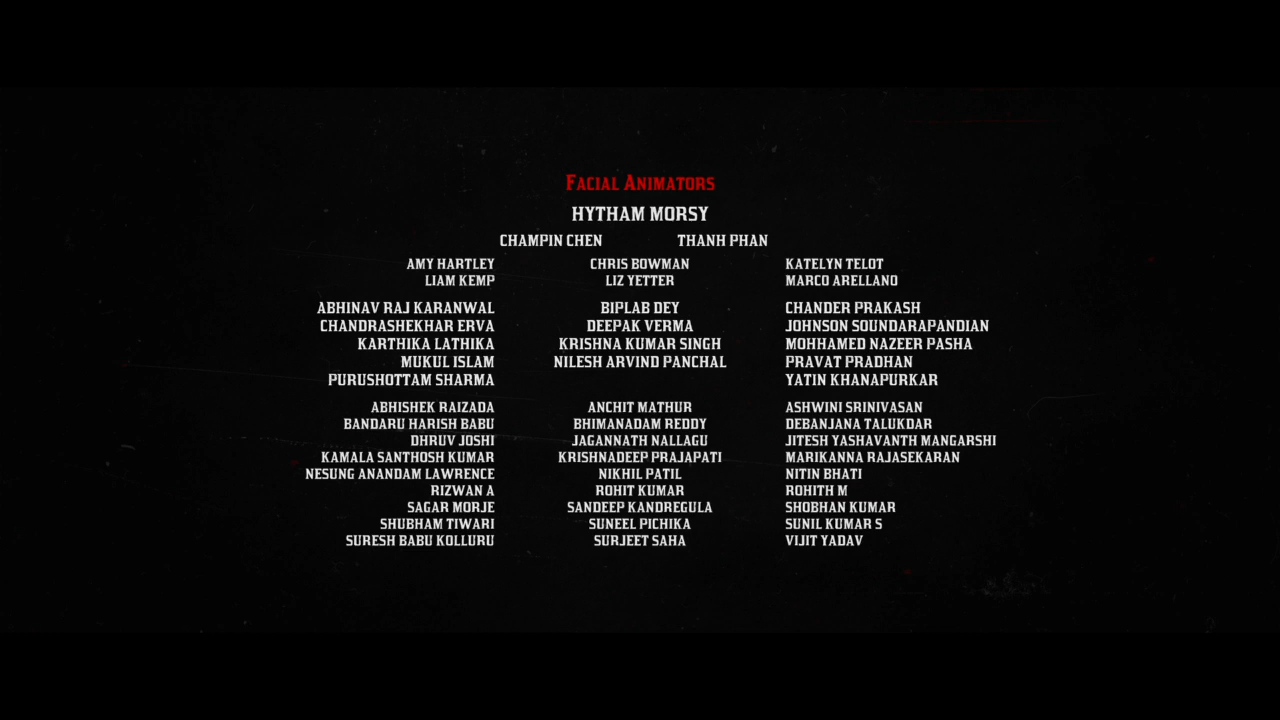 Facial Animators
HYTHAM MORSY
CHAMPIN CHEN THANH PHAN
AMY HARTLEY CHRIS BOWMAN KATELYN TELOT
LIAM KEMP LIZ YETTER MARCO ARELLANO
ABHINAV RAJ KARANWAL BIPLAB DEY CHANDER PRAKASH
CHANDRASHEKHAR ERVA DEEPAK VERMA JOHNSON SOUNDARAPANDIAN
KARTHIKA LATHIKA KRISHNA KUMAR SINGH MOHHAMED NAZEER PASHA
MUKUL ISLAM NILESH ARVIND PANCHAL PRAVAT PRADHAN
PURUSHOTTAM SHARMA YATIN KHANAPURKAR
ABHISHEK RAIZADA ANCHIT MATHUR ASHWINI SRINIVASAN
BANDARU HARISH BABU BHIMANADAM REDDY DEBANJANA TALUKDAR
DHRUV JOSHI JAGANNATH NALLAGU JITESH YASHAVANTH MANGARSHI
KAMALA SANTHOSH KUMAR KRISHNADEEP PRAJAPATI MARIKANNA RAJASEKARAN
NESUNG ANANDAM LAWRENCE NIKHIL PATIL NITIN BHATI
RIZWAN A ROHIT KUMAR ROHITH M
SAGAR MORJE SANDEEP KANDREGULA SHOBHAN KUMAR
SHUBHAM TIWARI SUNEEL PICHIKA SUNIL KUMAR S
SURESH BABU KOLLURU SURJEET SAHA VIJIT YADAV